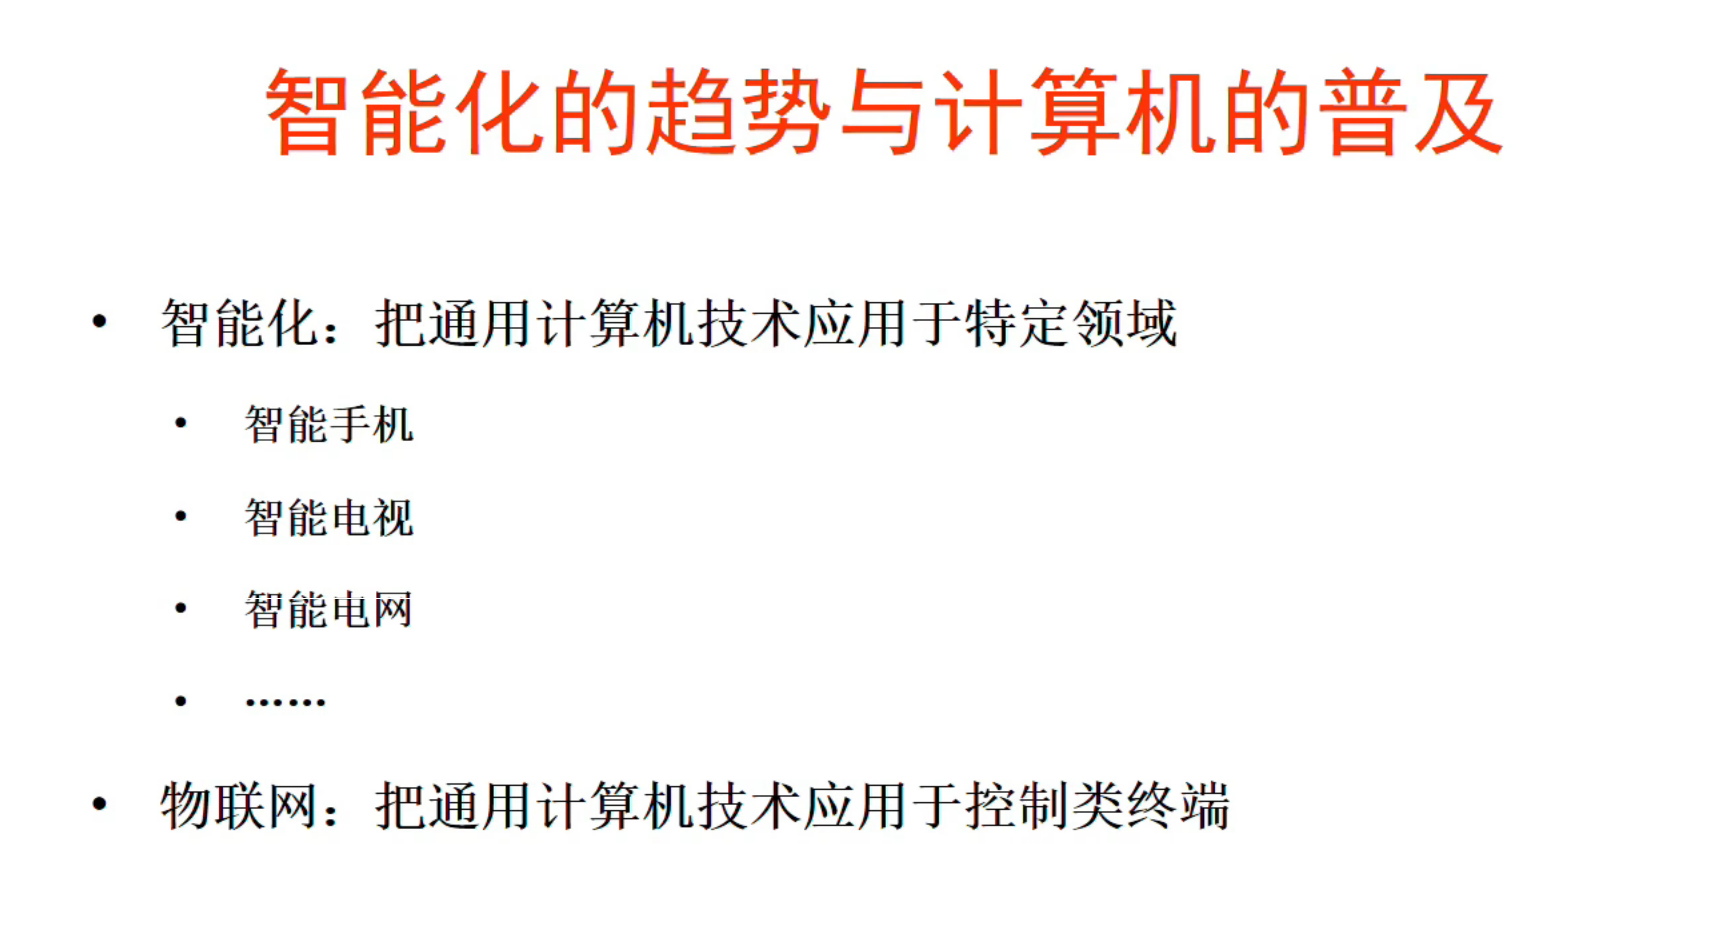 智能化的趋势与计算机的普及
• 智能化：把通用计算机技术应用于特定领域
• 智能手机
• 智能电视
• 智能电网
• ……
• 物联网：把通用计算机技术应用于控制类终端